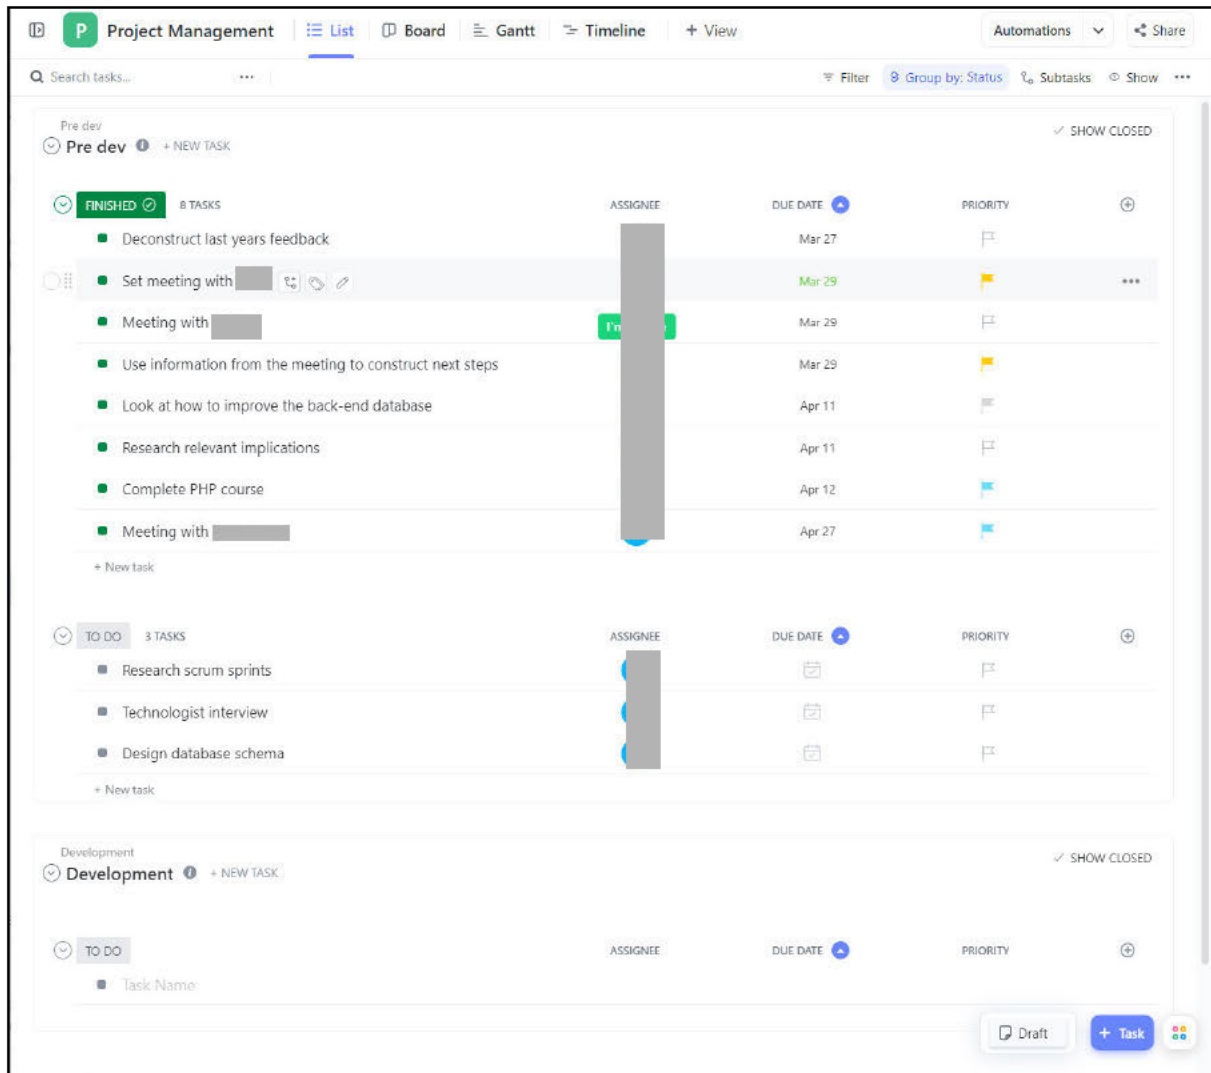 P Project Management List Board Gantt Timeline + View Automations Share
Search tasks... Filter Group by: Status Subtasks Show
Pre dev
SHOW CLOSED
Pre dev + NEW TASK
FINISHED 8 TASKS ASSIGNEE DUE DATE PRIORITY
Deconstruct last years feedback Mar 27
Set meeting with Mar 29
Meeting with Mar 29
Use information from the meeting to construct next steps Mar 29
Look at how to improve the back-end database Apr 11
Research relevant implications Apr 11
Complete PHP course Apr 12
Meeting with Apr 27
+ New task
TO DO 3 TASKS ASSIGNEE DUE DATE PRIORITY
Research scrum sprints
Technologist interview
Design database schema
+ New task
Development
SHOW CLOSED
Development + NEW TASK
TO DO ASSIGNEE DUE DATE PRIORITY
Task Name
Draft + Task